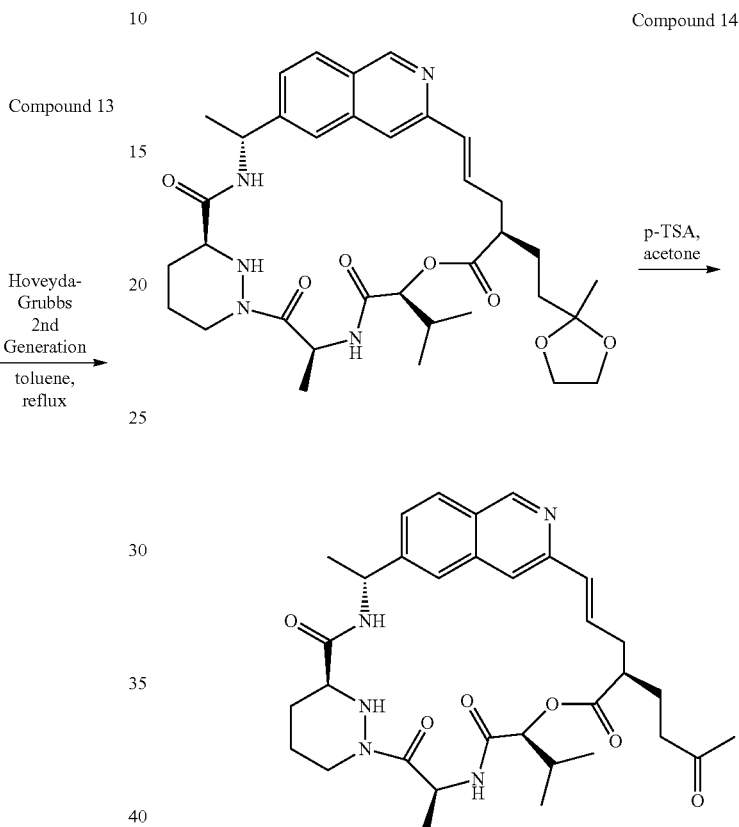 10
Compound 14
Compound 13
15
20
25
30
35
40
Hoveyda-
Grubbs
2nd
Generation
toluene,
reflux
p-TSA,
acetone
N
O
NH
NH
N
O
O
N
H
O
O
O
O
N
O
NH
NH
N
O
O
N
H
O
O
O